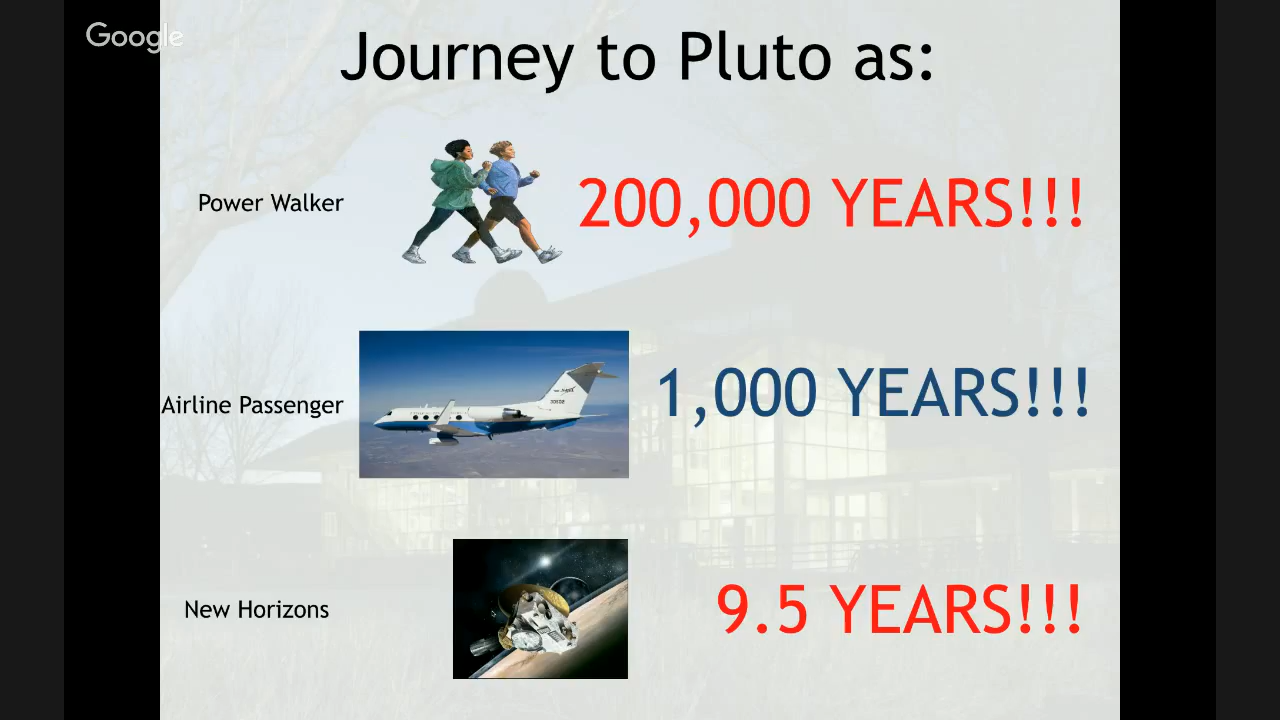 Google
Journey to Pluto as:
Power Walker
200,000 YEARS!!!
Airline Passenger
1,000 YEARS!!!
New Horizons
9.5 YEARS!!!